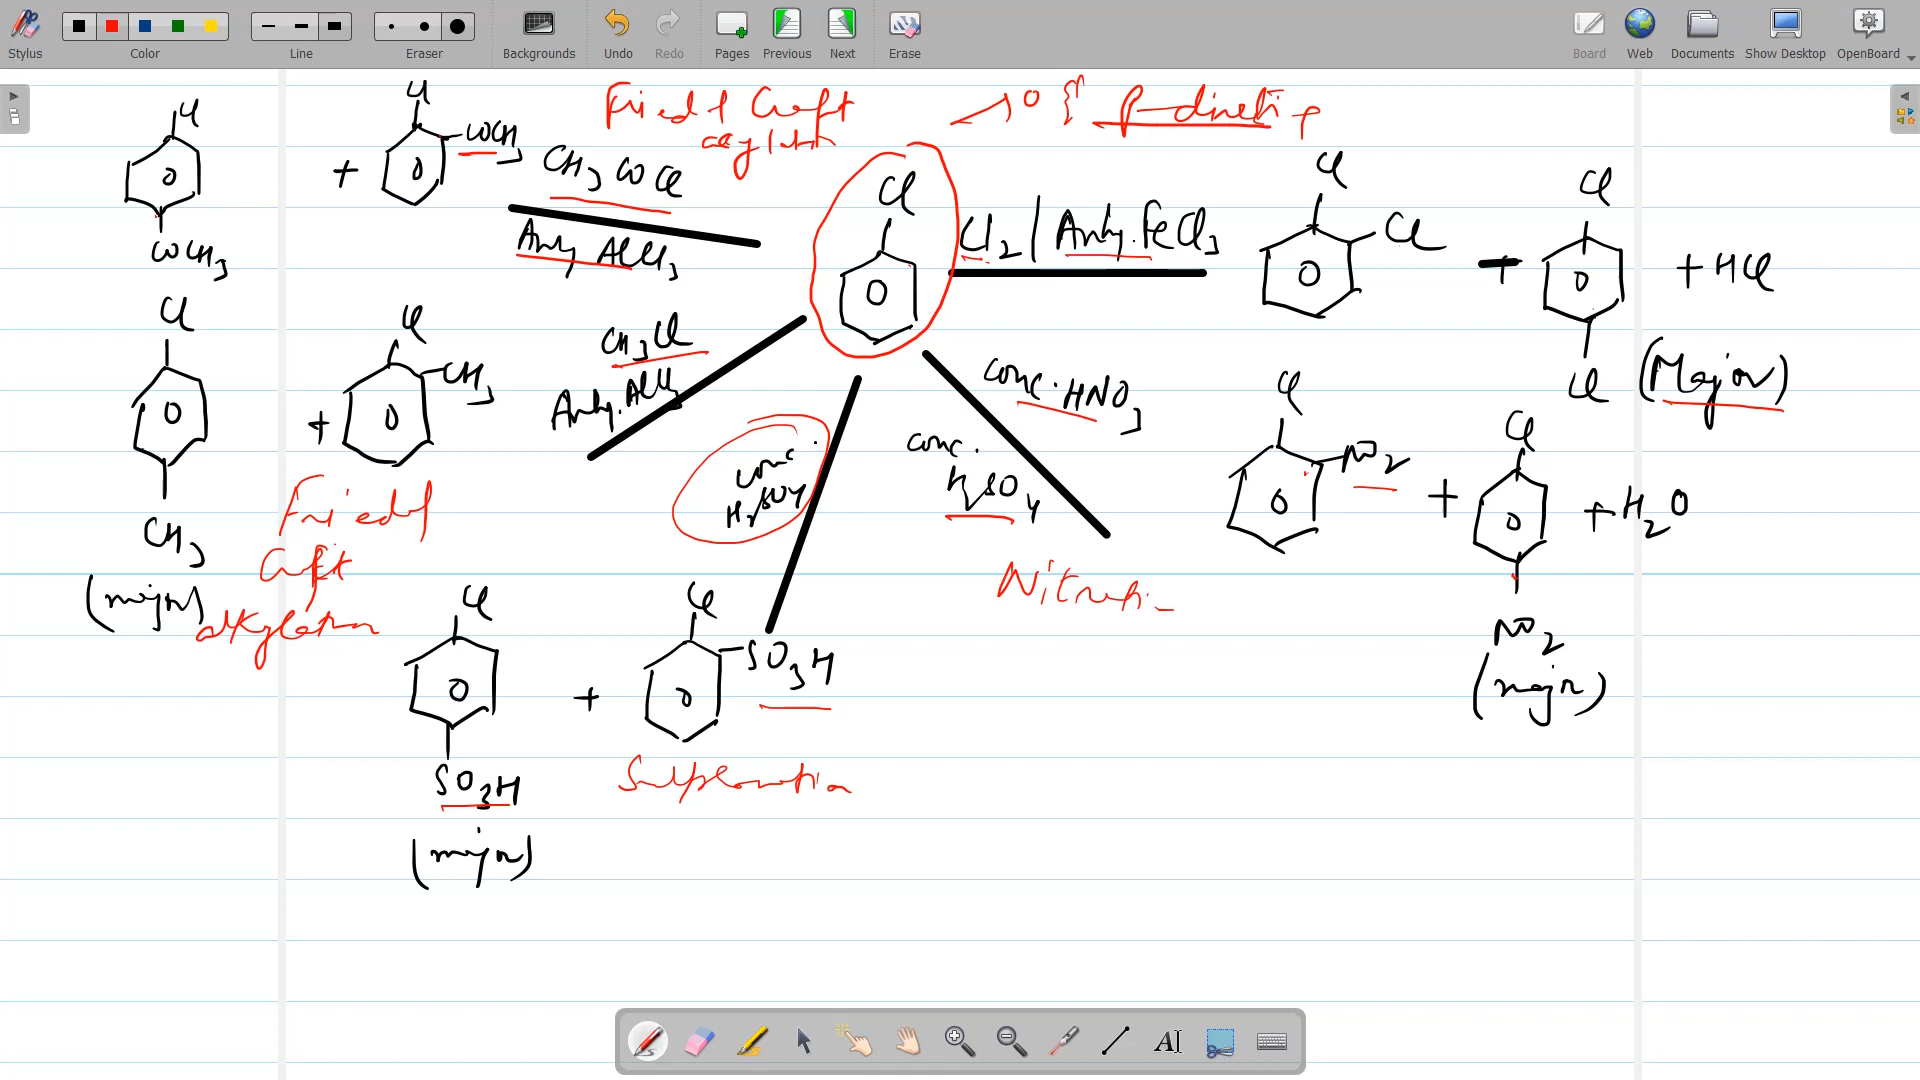 Stylus
Color
Line
Eraser
Backgrounds
Undo
Redo
Pages
Previous
Next
Erase
Board
Web
Documents
Show Desktop
OpenBoard
Cl
COCH3
+
Cl
COCH3
Friedel Craft
CH3COCl
Anhy AlCl3
Cl
Cl2 | Anhy. FeCl3
Cl
Cl
+
Cl
Cl
(Major)
+ HCl
Cl
CH3
(major)
+
Cl
CH3
CH3Cl
Anhy. AlCl3
Friedel
Craft
alkylation
conc.
H2SO4
Cl
SO3H
(major)
+
Cl
SO3H
Sulphonation
conc. HNO3
conc.
H2SO4
Nitration
Cl
NO2
+
Cl
NO2
(major)
+ H2O